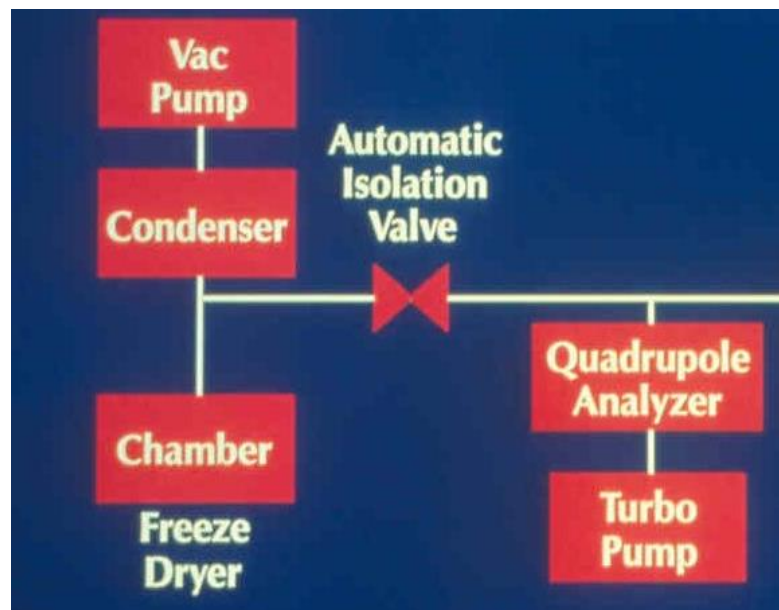 Vac
Pump
Automatic
Isolation
Valve
Condenser
Quadrupole
Analyzer
Chamber
Turbo
Pump
Freeze
Dryer